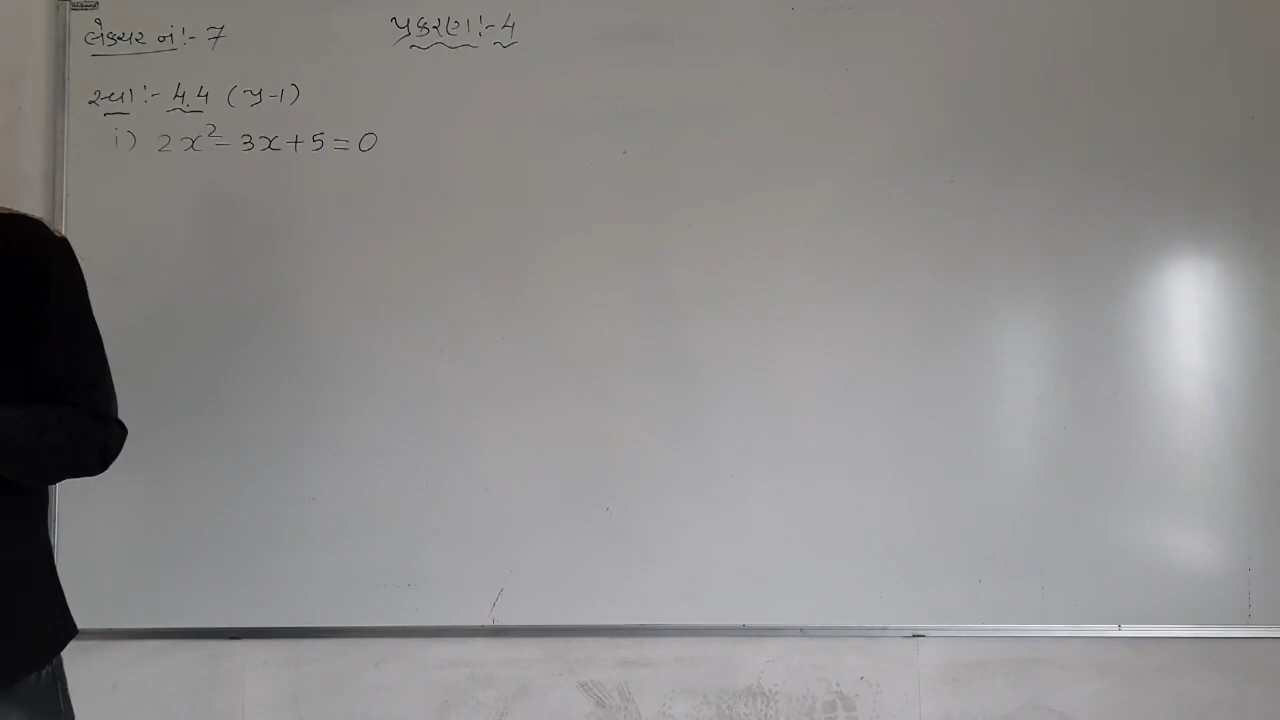 લેક્ચર નં:- 7
પ્રકરણ:- 4
સ્વા:- 4.4 (પ્ર-1)
i) 2x² - 3x + 5 = 0